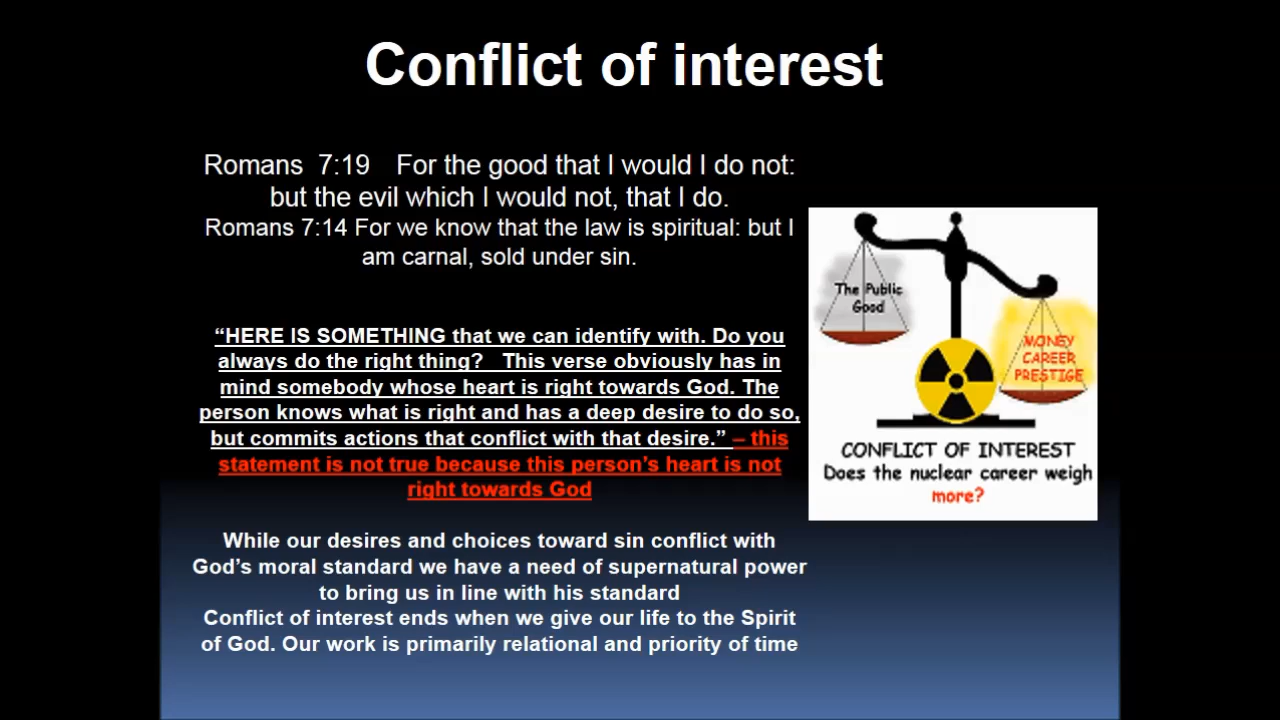 Conflict of interest
Romans 7:19 For the good that I would I do not:
but the evil which I would not, that I do.
Romans 7:14 For we know that the law is spiritual: but I
am carnal, sold under sin.
“HERE IS SOMETHING that we can identify with. Do you
always do the right thing? This verse obviously has in
mind somebody whose heart is right towards God. The
person knows what is right and has a deep desire to do so,
but commits actions that conflict with that desire.” – this
statement is not true because this person’s heart is not
right towards God
While our desires and choices toward sin conflict with
God’s moral standard we have a need of supernatural power
to bring us in line with his standard
Conflict of interest ends when we give our life to the Spirit
of God. Our work is primarily relational and priority of time
The Public
Good
MONEY
CAREER
PRESTIGE
CONFLICT OF INTEREST
Does the nuclear career weigh
more?